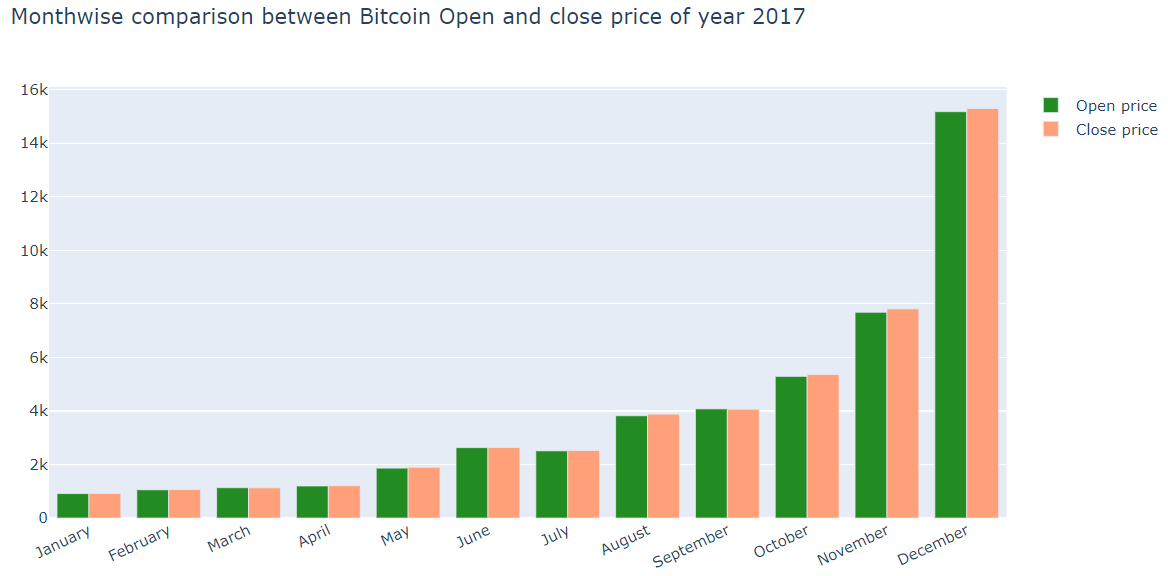 Monthwise comparison between Bitcoin Open and close price of year 2017
16k
14k
12k
10k
8k
6k
4k
2k
0
January
February
March
April
May
June
July
August
September
October
November
December
Open price
Close price